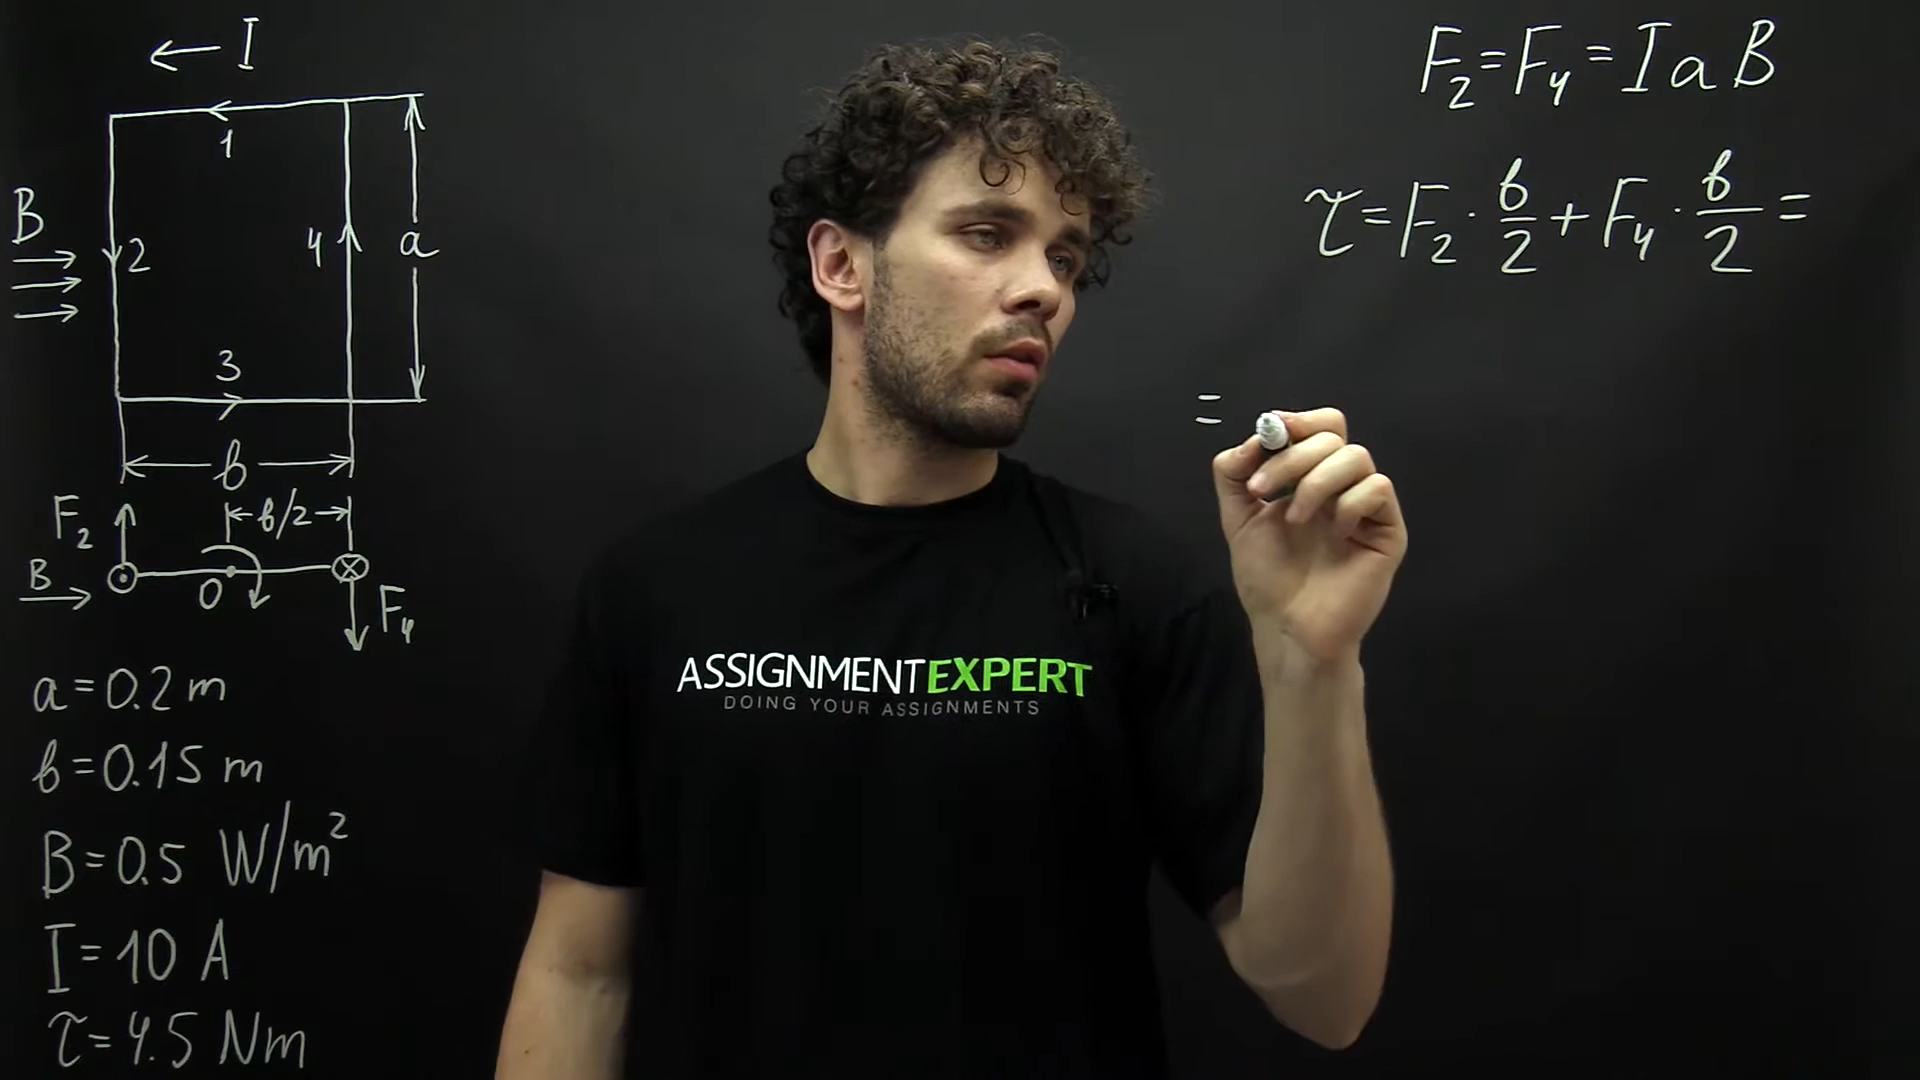 ← I
1
B
2
4
a
3
b
b/2
F₂
B
O
F₄
a = 0.2 m
b = 0.15 m
B = 0.5 W/m²
I = 10 A
τ = 4.5 Nm
F₂ = F₄ = I a B
τ = F₂ · b/2 + F₄ · b/2 =
=
ASSIGNMENTEXPERT
DOING YOUR ASSIGNMENTS